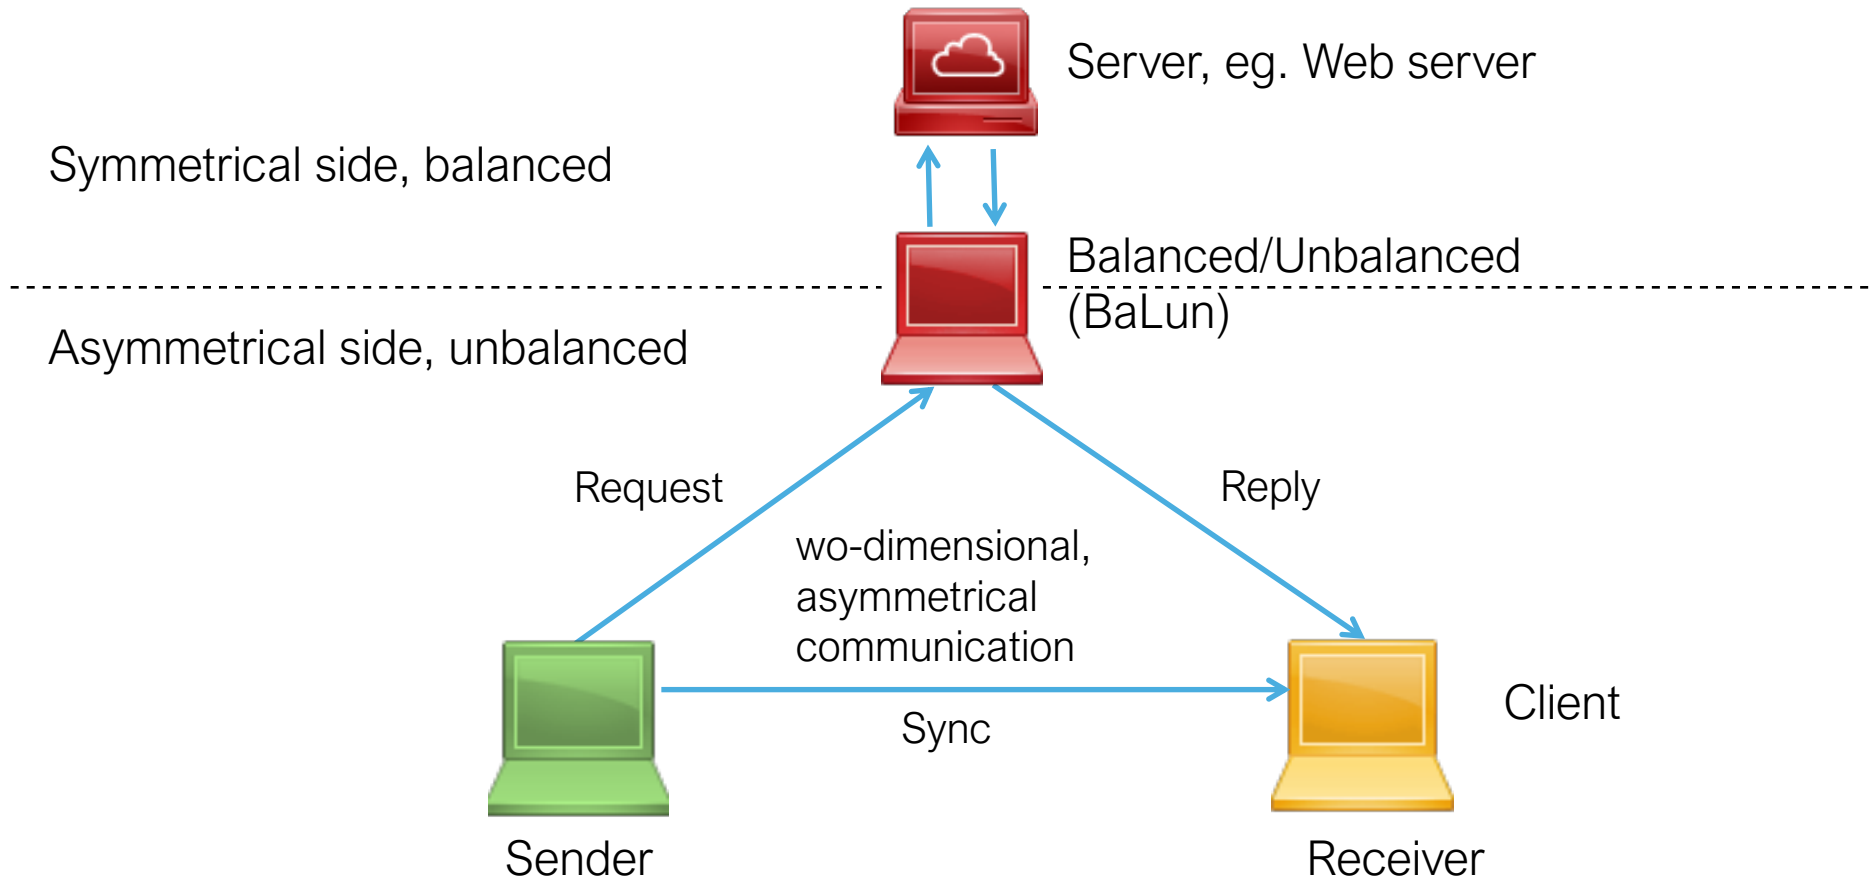 Server, eg. Web server
Symmetrical side, balanced
Balanced/Unbalanced
(BaLun)
Asymmetrical side, unbalanced
Request
Reply
wo-dimensional,
asymmetrical
communication
Sync
Client
Sender
Receiver